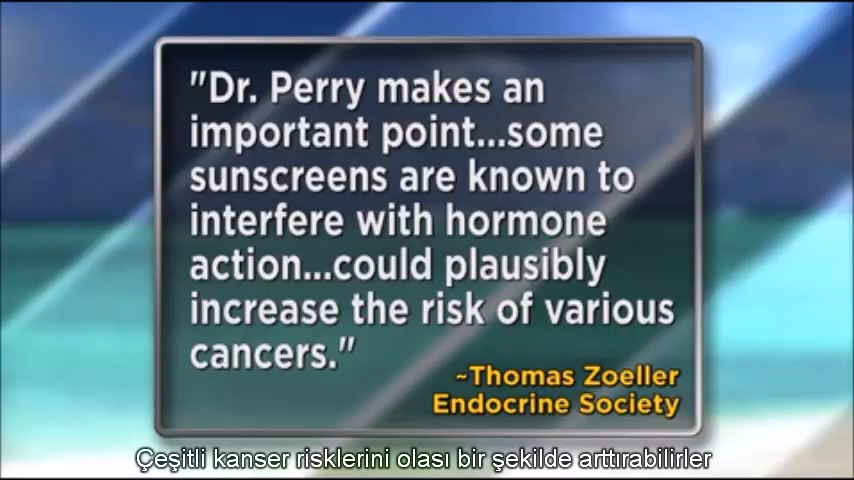 "Dr. Perry makes an
important point...some
sunscreens are known to
interfere with hormone
action...could plausibly
increase the risk of various
cancers."
~Thomas Zoeller
Endocrine Society
Çeşitli kanser risklerini olası bir şekilde arttırabilirler